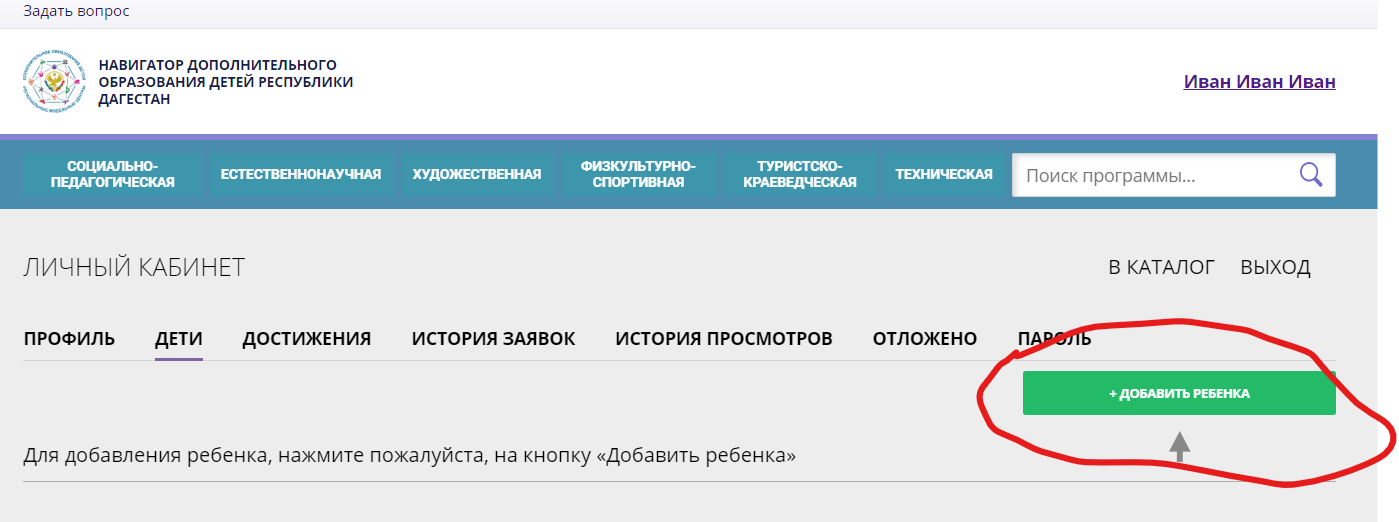 Задать вопрос
НАВИГАТОР ДОПОЛНИТЕЛЬНОГО
ОБРАЗОВАНИЯ ДЕТЕЙ РЕСПУБЛИКИ
ДАГЕСТАН
Иван Иван Иван
СОЦИАЛЬНО-
ПЕДАГОГИЧЕСКАЯ
ЕСТЕСТВЕННОНАУЧНАЯ
ХУДОЖЕСТВЕННАЯ
ФИЗКУЛЬТУРНО-
СПОРТИВНАЯ
ТУРИСТСКО-
КРАЕВЕДЧЕСКАЯ
ТЕХНИЧЕСКАЯ
Поиск программы...
ЛИЧНЫЙ КАБИНЕТ
В КАТАЛОГ ВЫХОД
ПРОФИЛЬ ДЕТИ ДОСТИЖЕНИЯ ИСТОРИЯ ЗАЯВОК ИСТОРИЯ ПРОСМОТРОВ ОТЛОЖЕНО ПАРОЛЬ
+ ДОБАВИТЬ РЕБЕНКА
Для добавления ребенка, нажмите пожалуйста, на кнопку «Добавить ребенка»